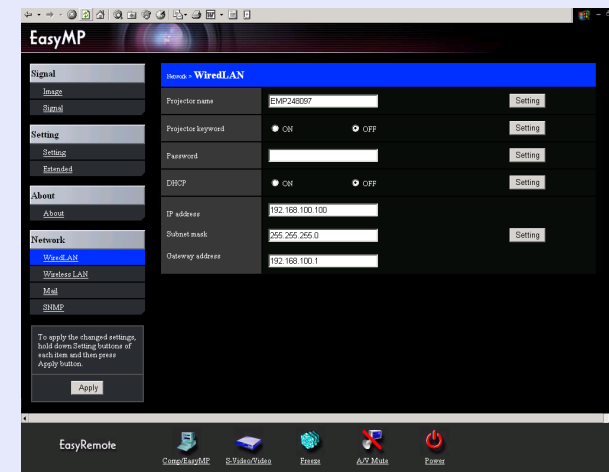 EasyMP
Signal
Image
Signal
Setting
Setting
Extended
About
About
Network
WiredLAN
Wireless LAN
Mail
SNMP
To apply the changed settings,
hold down Setting buttons of
each item and then press
Apply button.
Apply
Network > WiredLAN
Projector name EMP248097 Setting
Projector keyword ON OFF Setting
Password Setting
DHCP ON OFF Setting
IP address 192.168.100.100
Subnet mask 255.255.255.0 Setting
Gateway address 192.168.100.1
EasyRemote
Comp/EasyMP S-Video/Video Freeze A/V Mute Power